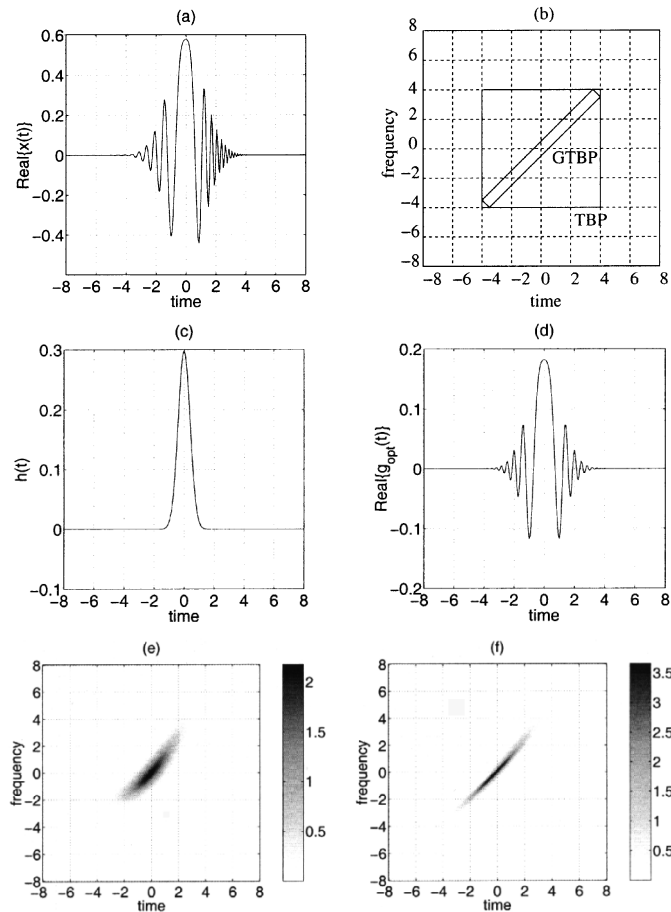 (a)
Real{x(t)}
0.6
0.4
0.2
0
−0.2
−0.4
−8 −6 −4 −2 0 2 4 6 8
time
(b)
frequency
8
6
4
2
0
−2
−4
−6
−8
GTBP
TBP
−8 −6 −4 −2 0 2 4 6 8
time
(c)
h(t)
0.3
0.2
0.1
0
−0.1
−8 −6 −4 −2 0 2 4 6 8
time
(d)
Real{gopt(t)}
0.2
0.1
0
−0.1
−0.2
−8 −6 −4 −2 0 2 4 6 8
time
(e)
frequency
8
6
4
2
0
−2
−4
−6
−8
−8 −6 −4 −2 0 2 4 6 8
time
2
1.5
1
0.5
(f)
frequency
8
6
4
2
0
−2
−4
−6
−8
−8 −6 −4 −2 0 2 4 6 8
time
3.5
3
2.5
2
1.5
1
0.5